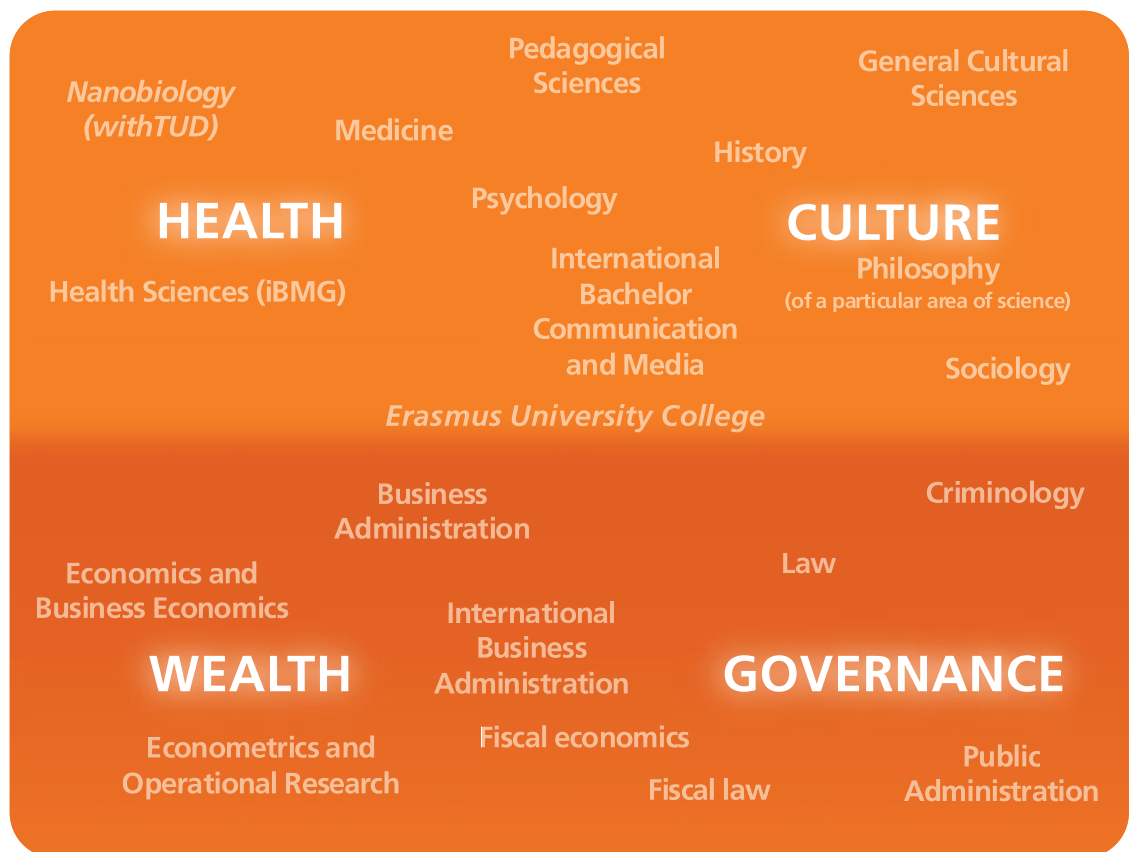 Pedagogical
Sciences
General Cultural
Sciences
Nanobiology
(withTUD)
Medicine
History
Psychology
HEALTH
CULTURE
International
Bachelor
Communication
and Media
Philosophy
(of a particular area of science)
Health Sciences (iBMG)
Sociology
Erasmus University College
Business
Administration
Criminology
Law
Economics and
Business Economics
International
Business
Administration
WEALTH
GOVERNANCE
Fiscal economics
Econometrics and
Operational Research
Public
Administration
Fiscal law